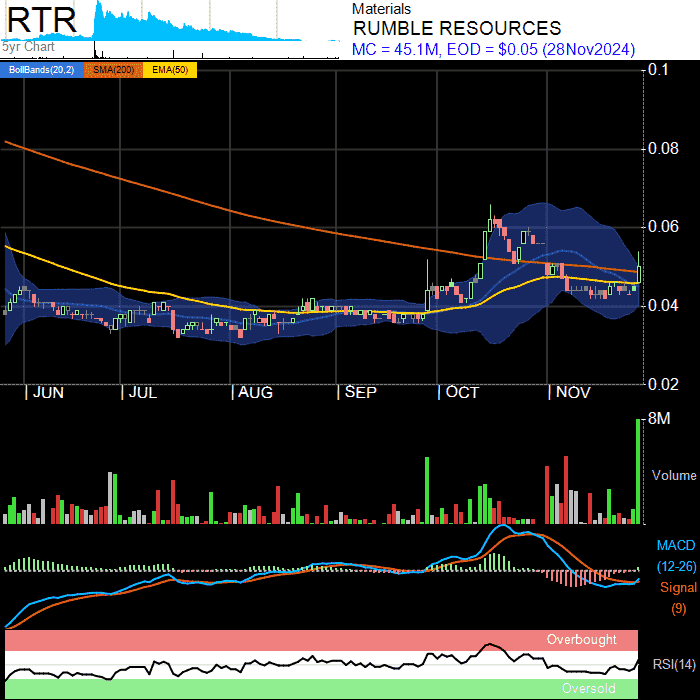 RTR
5yr Chart
Materials
RUMBLE RESOURCES
MC = 45.1M, EOD = $0.05 (28Nov2024)
BollBands(20,2) SMA(200) EMA(50)
0.1
0.08
0.06
0.04
0.02
JUN JUL AUG SEP OCT NOV
8M
Volume
MACD
(12-26)
Signal
(9)
Overbought
RSI(14)
Oversold